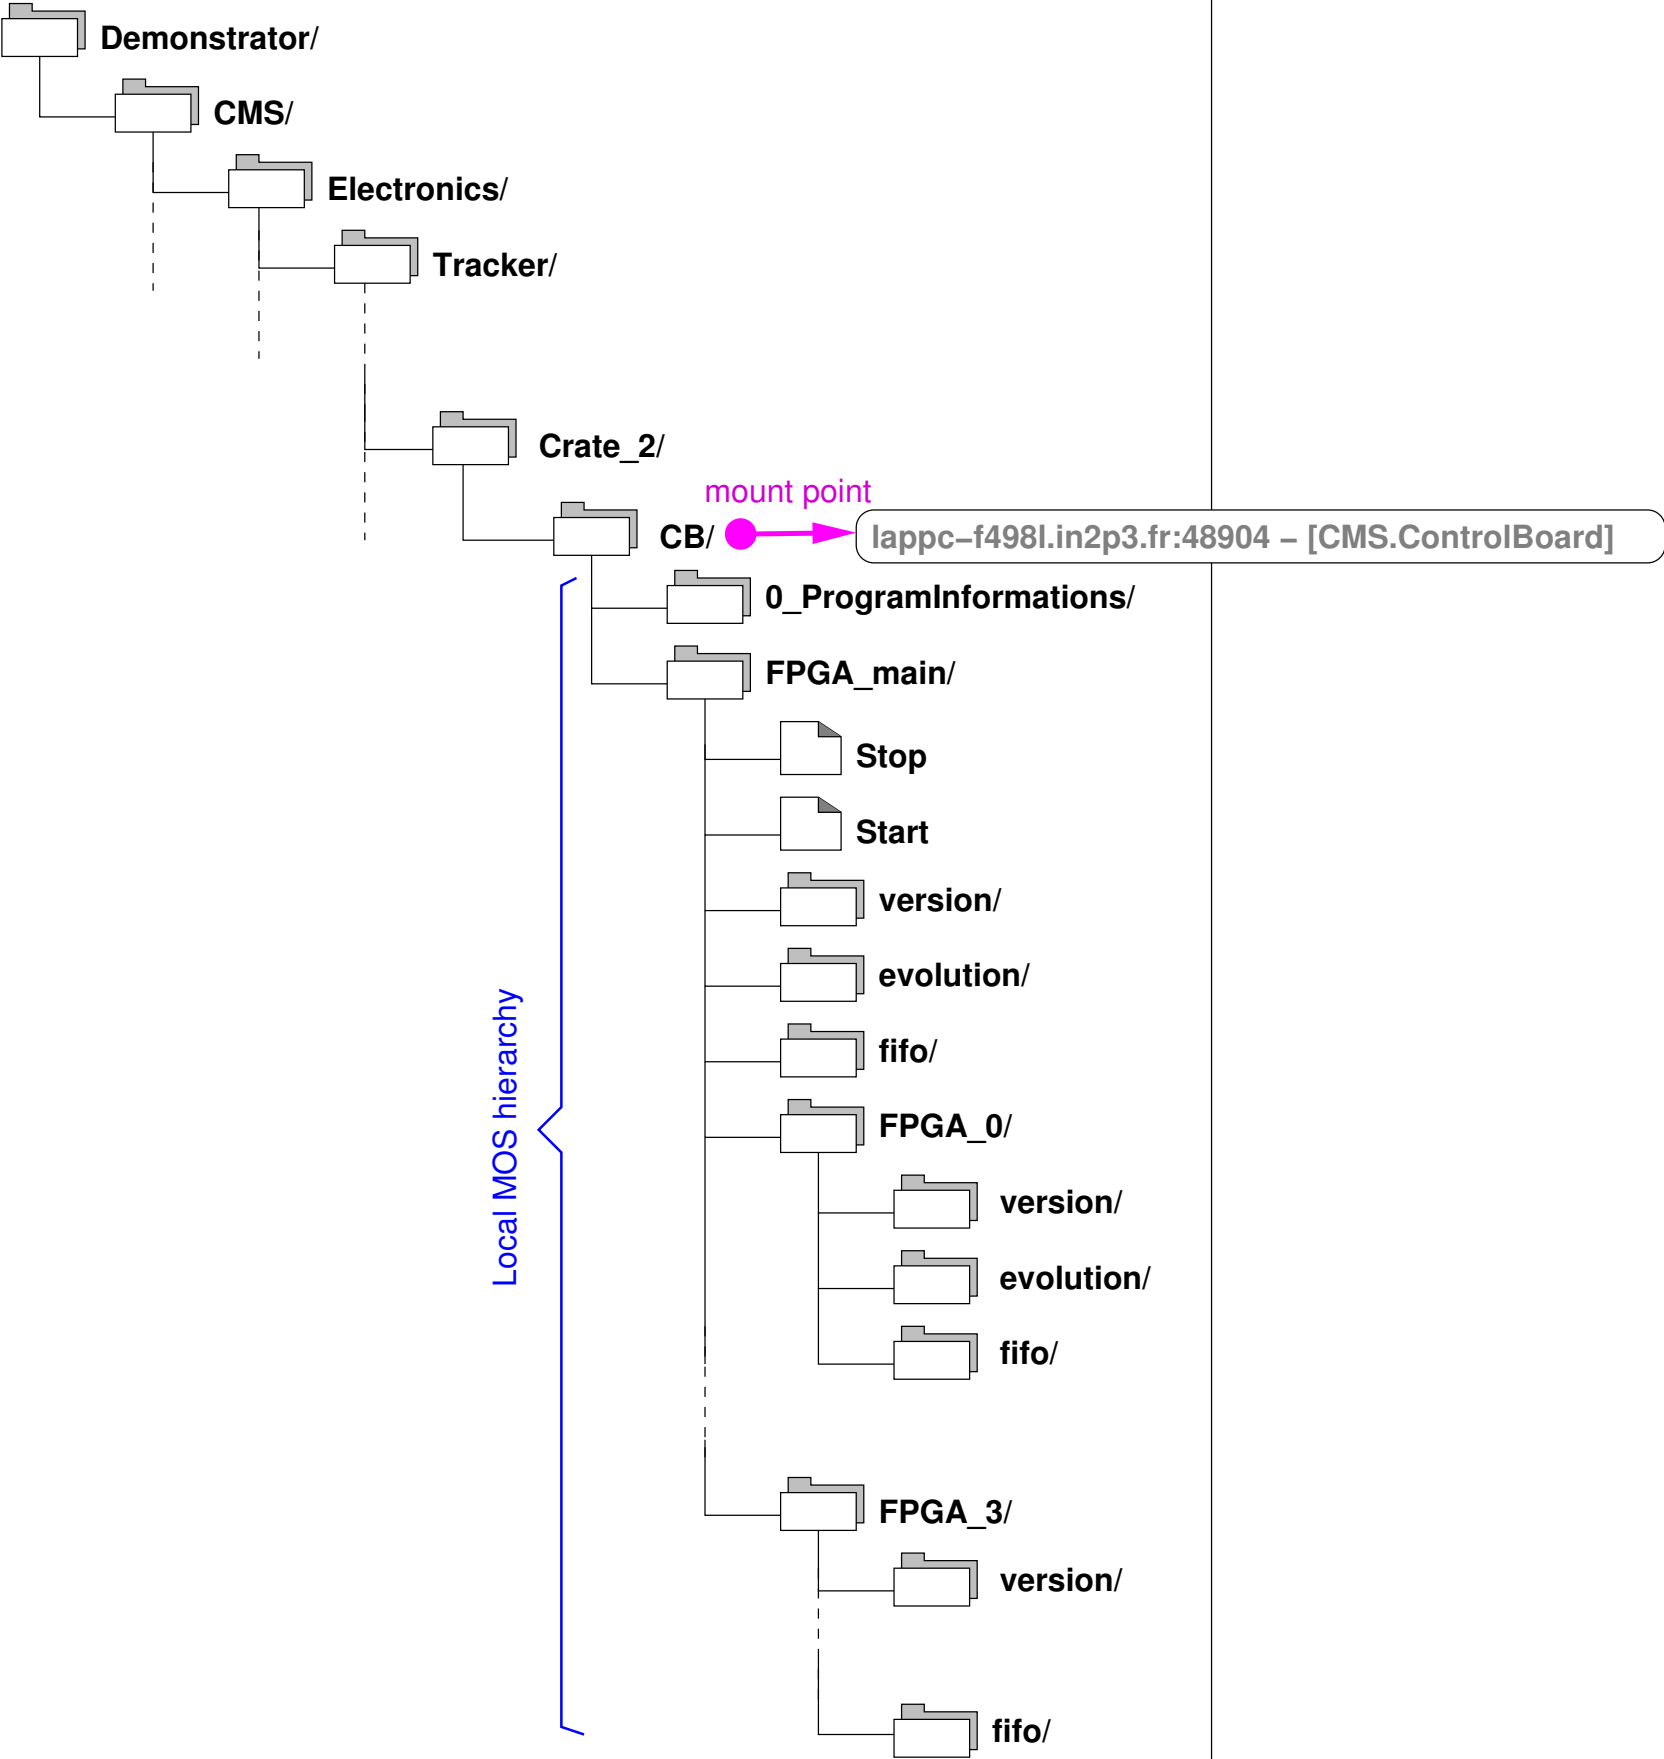 Demonstrator/
CMS/
Electronics/
Tracker/
Crate_2/
mount point
CB/
lappc−f498l.in2p3.fr:48904 − [CMS.ControlBoard]
0_ProgramInformations/
FPGA_main/
Stop
Start
version/
evolution/
fifo/
FPGA_0/
Local MOS hierarchy
version/
evolution/
fifo/
FPGA_3/
version/
fifo/